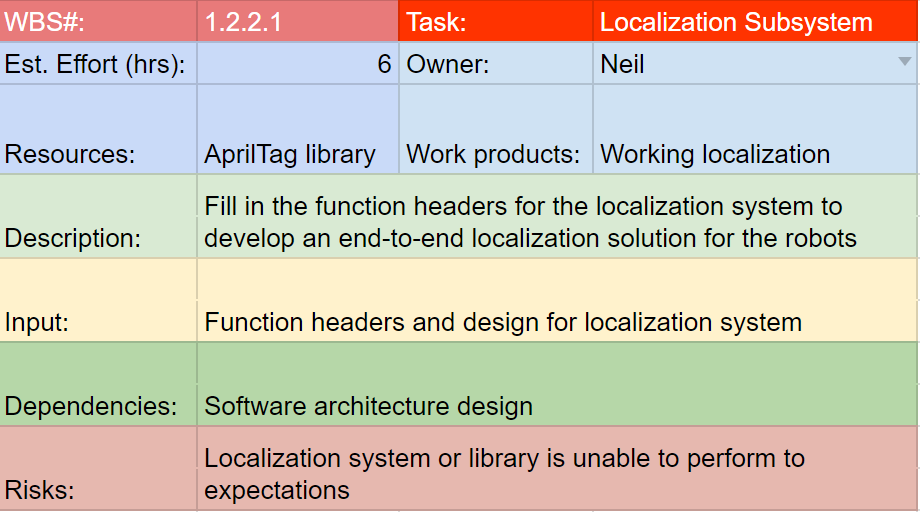 WBS#: 1.2.2.1 Task: Localization Subsystem
Est. Effort (hrs): 6 Owner: Neil
Resources: AprilTag library Work products: Working localization
Fill in the function headers for the localization system to
Description: develop an end-to-end localization solution for the robots
Input: Function headers and design for localization system
Dependencies: Software architecture design
Localization system or library is unable to perform to
Risks: expectations